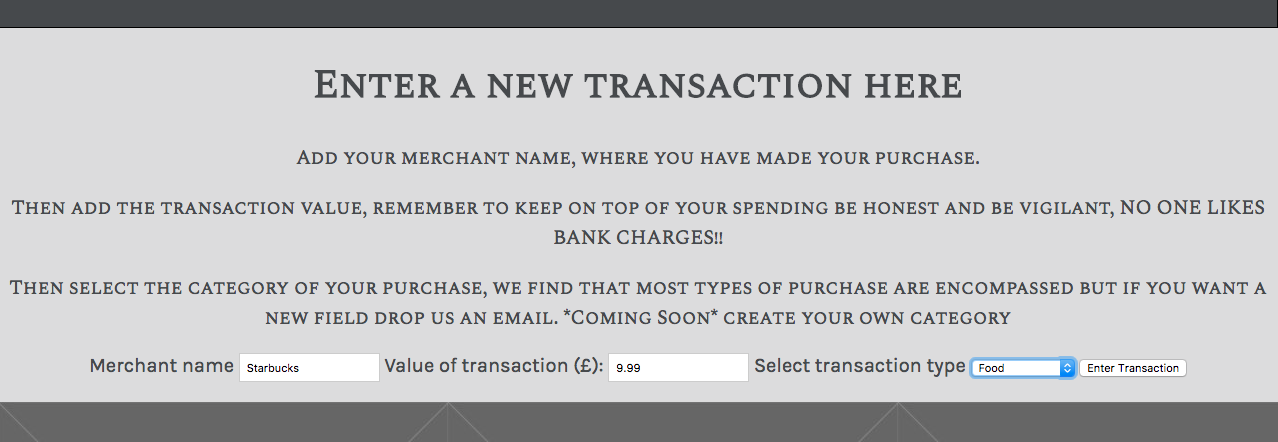 Enter a new transaction here
Add your merchant name, where you have made your purchase.
Then add the transaction value, remember to keep on top of your spending be honest and be vigilant, NO ONE LIKES
BANK CHARGES!!
Then select the category of your purchase, we find that most types of purchase are encompassed but if you want a
new field drop us an email. *Coming Soon* create your own category
Merchant name Starbucks Value of transaction (£): 9.99 Select transaction type Food Enter Transaction